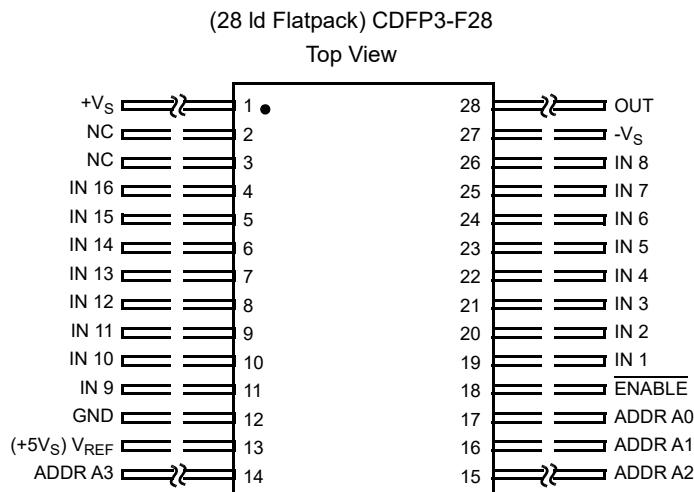 (28 ld Flatpack) CDFP3-F28
Top View
+VS 1 28 OUT
NC 2 27 -VS
NC 3 26 IN 8
IN 16 4 25 IN 7
IN 15 5 24 IN 6
IN 14 6 23 IN 5
IN 13 7 22 IN 4
IN 12 8 21 IN 3
IN 11 9 20 IN 2
IN 10 10 19 IN 1
IN 9 11 18 ENABLE
GND 12 17 ADDR A0
(+5VS) VREF 13 16 ADDR A1
ADDR A3 14 15 ADDR A2